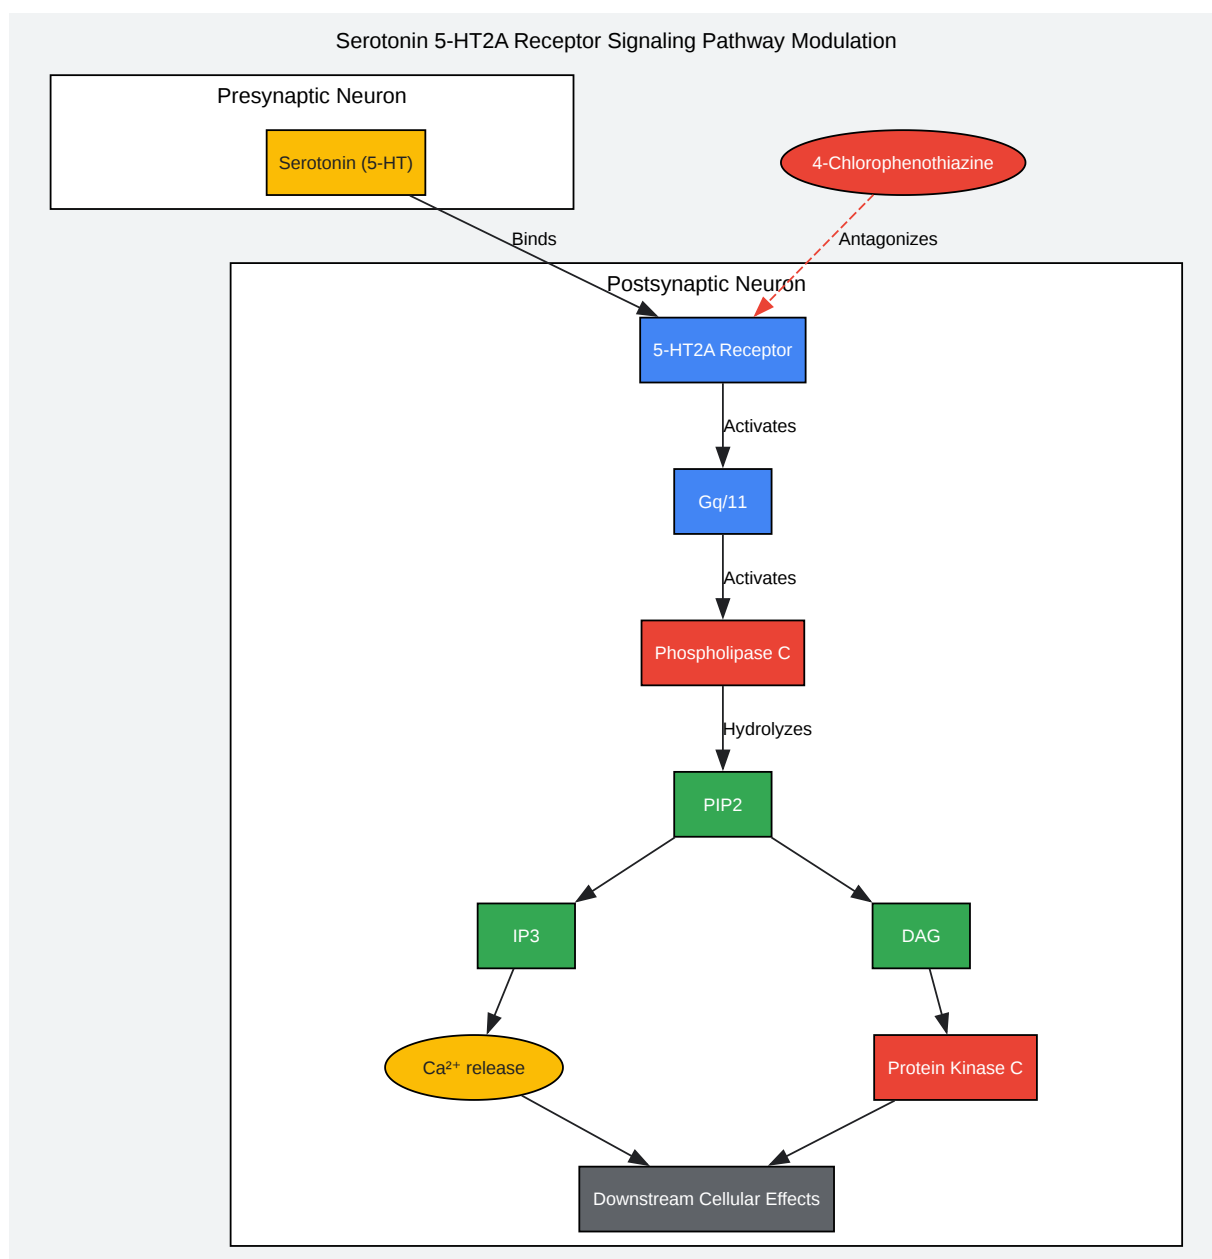 Serotonin 5-HT2A Receptor Signaling Pathway Modulation
Presynaptic Neuron
Serotonin (5-HT)
4-Chlorophenothiazine
Binds
Antagonizes
Postsynaptic Neuron
5-HT2A Receptor
Activates
Gq/11
Activates
Phospholipase C
Hydrolyzes
PIP2
IP3
DAG
Ca²⁺ release
Protein Kinase C
Downstream Cellular Effects